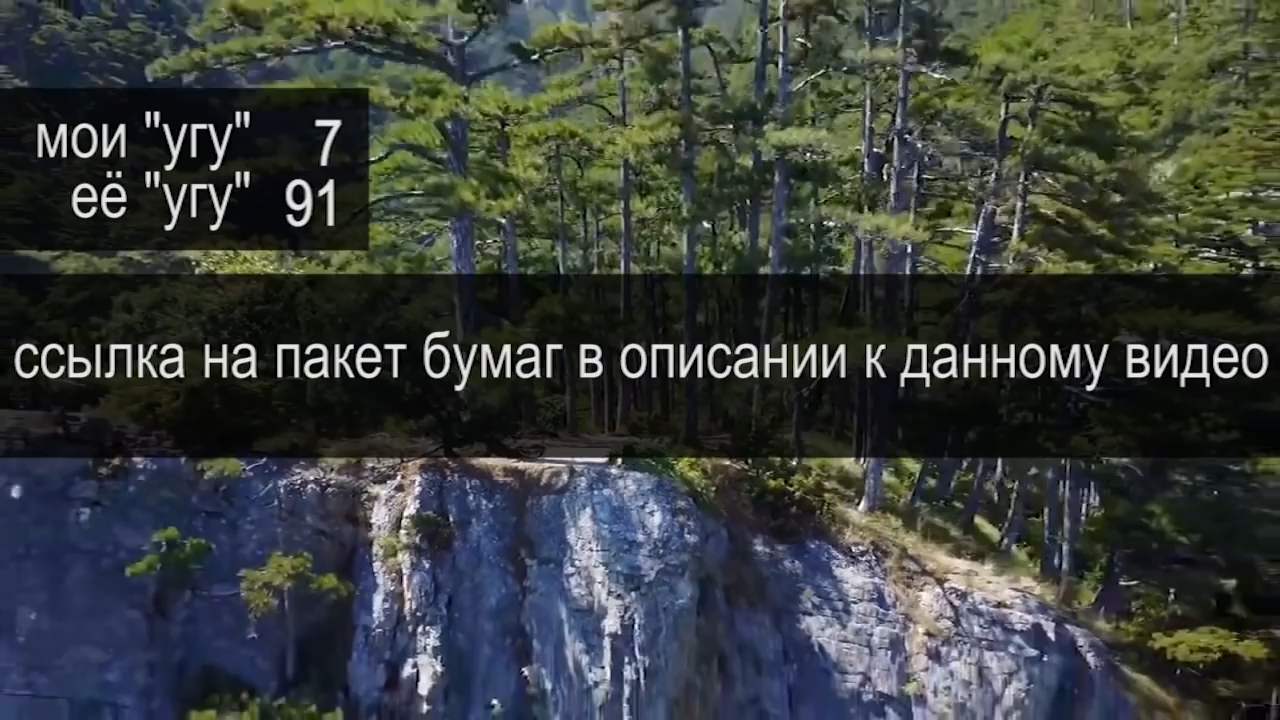 мои "угу" 7
её "угу" 91
ссылка на пакет бумаг в описании к данному видео